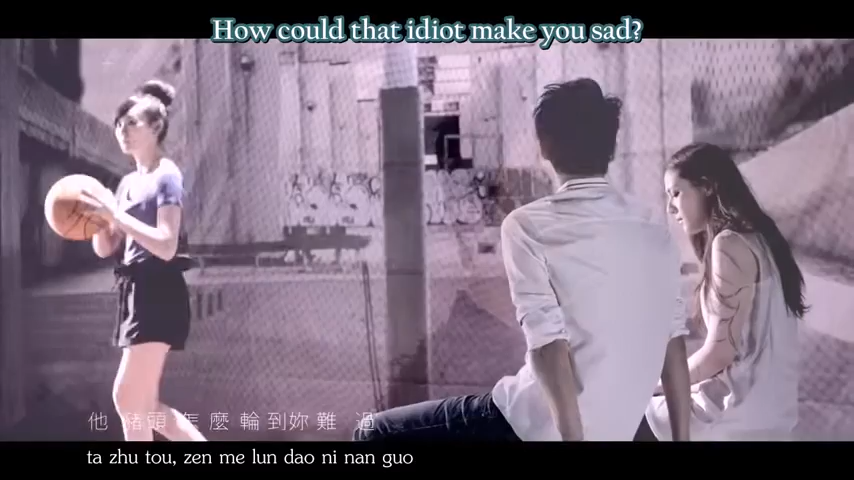 How could that idiot make you sad?
他 豬頭 怎麼 輪到妳難 過
ta zhu tou, zen me lun dao ni nan guo